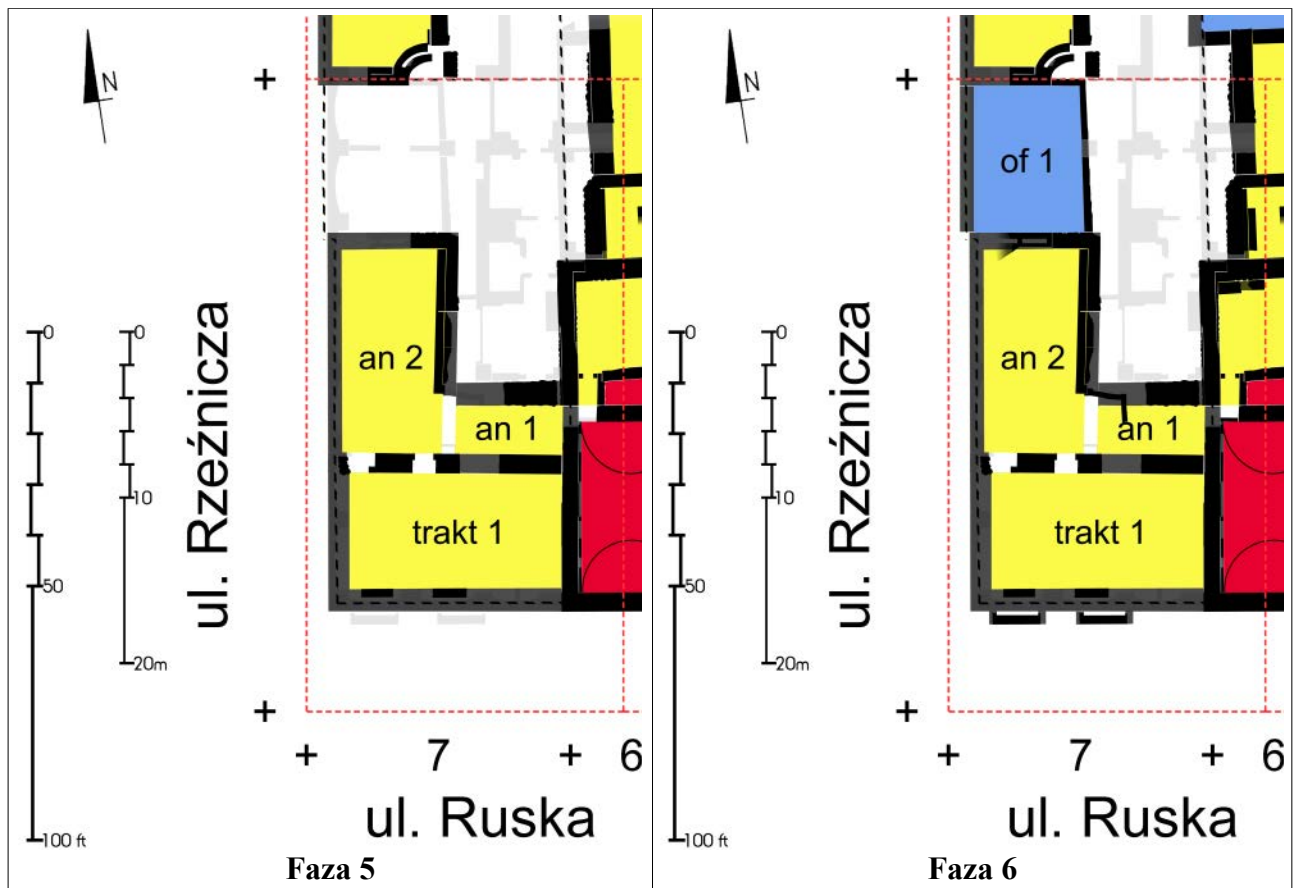 N
+
an 2
an 1
trakt 1
0
50
100 ft
0
10
20m
ul. Rzeźnicza
+
+ 7 + 6
ul. Ruska
Faza 5
N
+
of 1
an 2
an 1
trakt 1
0
50
100 ft
0
10
20m
ul. Rzeźnicza
+
+ 7 + 6
ul. Ruska
Faza 6